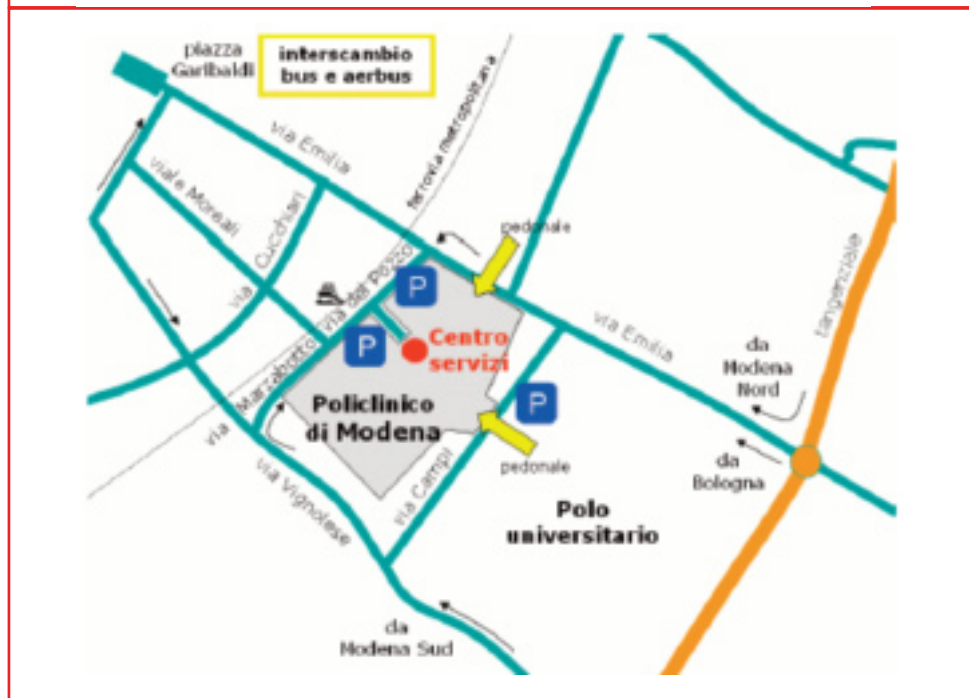 piazza
Garibaldi
interscambio
bus e aerbus
via Emilia
ferrovia metropolitana
viale Moreali
via Cucchiari
pedonale
via del Pozzo
P
P
Centro
servizi
via Emilia
tangenziale
da
Modena
Nord
via Marzabotto
Policlinico
di Modena
P
pedonale
da
Bologna
via Campi
via Vignolese
Polo
universitario
da
Modena Sud